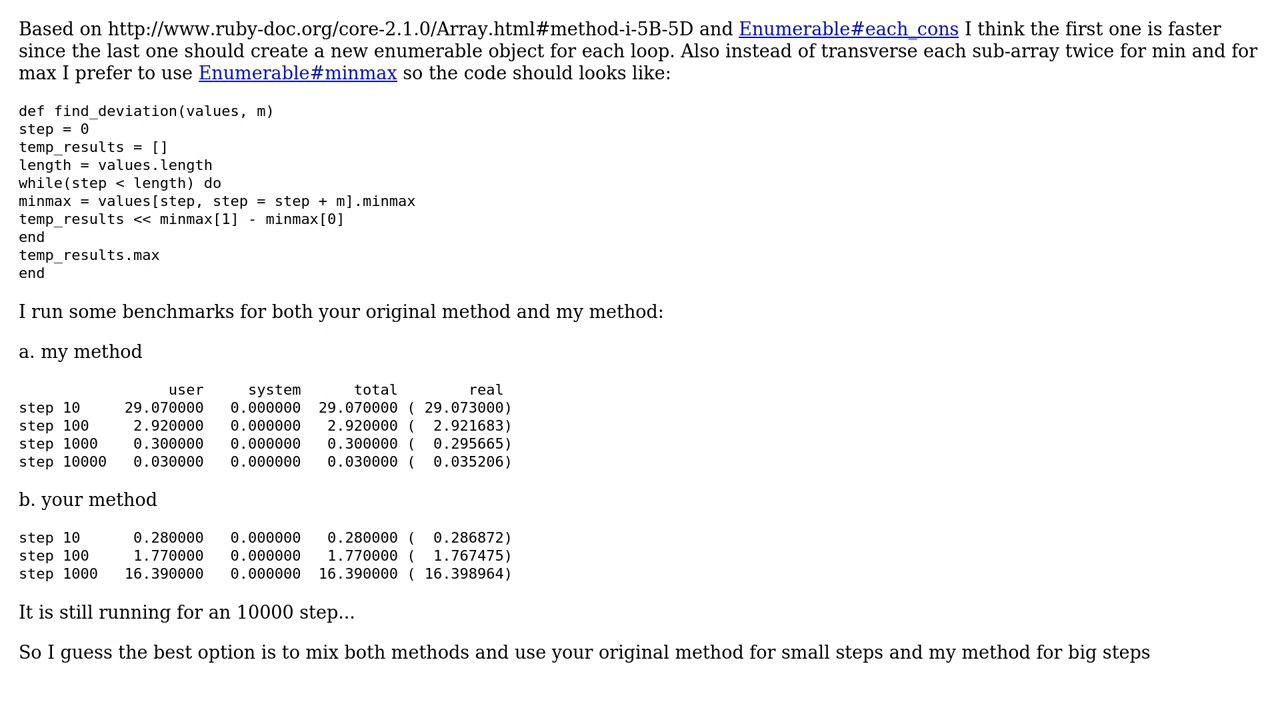 Based on http://www.ruby-doc.org/core-2.1.0/Array.html#method-i-5B-5D and Enumerable#each_cons I think the first one is faster
since the last one should create a new enumerable object for each loop. Also instead of transverse each sub-array twice for min and for
max I prefer to use Enumerable#minmax so the code should looks like:
def find_deviation(values, m)
step = 0
temp_results = []
length = values.length
while(step < length) do
minmax = values[step, step = step + m].minmax
temp_results << minmax[1] - minmax[0]
end
temp_results.max
end
I run some benchmarks for both your original method and my method:
a. my method
                 user     system      total        real
step 10     29.070000   0.000000  29.070000 ( 29.073000)
step 100     2.920000   0.000000   2.920000 (  2.921683)
step 1000    0.300000   0.000000   0.300000 (  0.295665)
step 10000   0.030000   0.000000   0.030000 (  0.035206)
b. your method
step 10      0.280000   0.000000   0.280000 (  0.286872)
step 100     1.770000   0.000000   1.770000 (  1.767475)
step 1000   16.390000   0.000000  16.390000 ( 16.398964)
It is still running for an 10000 step...
So I guess the best option is to mix both methods and use your original method for small steps and my method for big steps